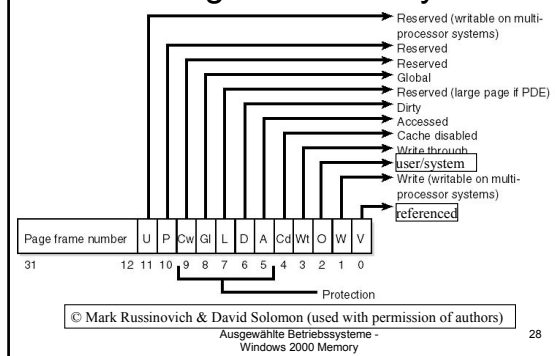 Reserved (writable on multi-
processor systems)
Reserved
Reserved
Global
Reserved (large page if PDE)
Dirty
Accessed
Cache disabled
Write through
user/system
Write (writable on multi-
processor systems)
referenced
Page frame number U P Cw Gl L D A Cd Wt O W V
31 12 11 10 9 8 7 6 5 4 3 2 1 0
Protection
© Mark Russinovich & David Solomon (used with permission of authors)
Ausgewählte Betriebssysteme -
Windows 2000 Memory
28